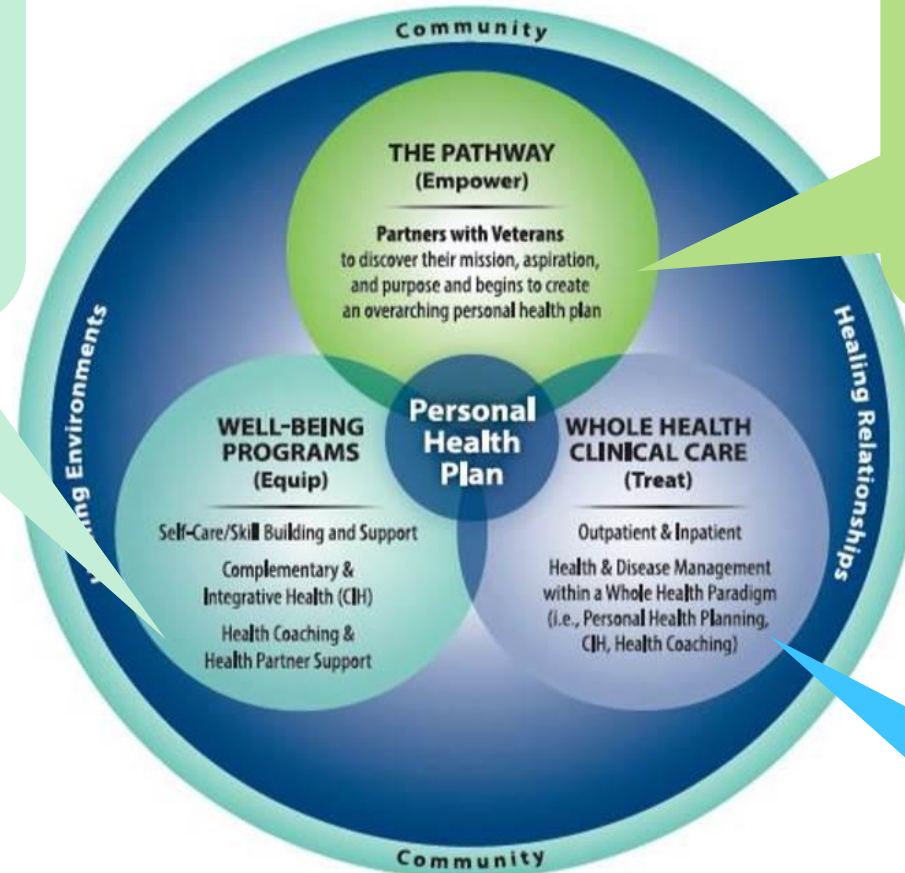 Community
THE PATHWAY
(Empower)
Partners with Veterans
to discover their mission, aspiration,
and purpose and begins to create
an overarching personal health plan
Environments
Healing Relationships
Personal
Health
Plan
WELL-BEING
PROGRAMS
(Equip)
Self-Care/Skill Building and Support
Complementary &
Integrative Health (CIH)
Health Coaching &
Health Partner Support
WHOLE HEALTH
CLINICAL CARE
(Treat)
Outpatient & Inpatient
Health & Disease Management
within a Whole Health Paradigm
(i.e., Personal Health Planning,
CIH, Health Coaching)
Community